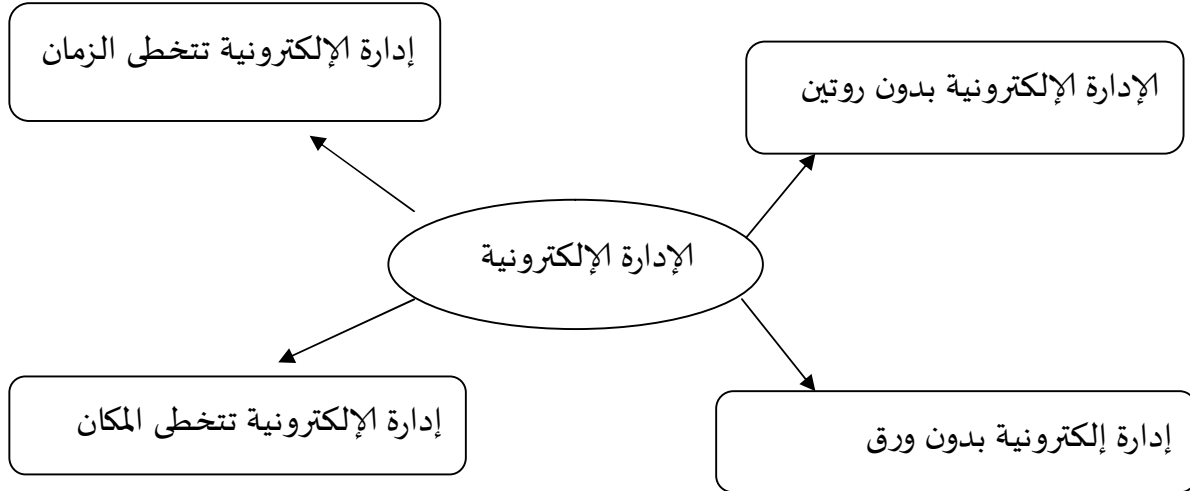 الإدارة الإلكترونية بدون روتين
إدارة الإلكترونية تتخطى الزمان
الإدارة الإلكترونية
إدارة إلكترونية بدون ورق
إدارة الإلكترونية تتخطى المكان